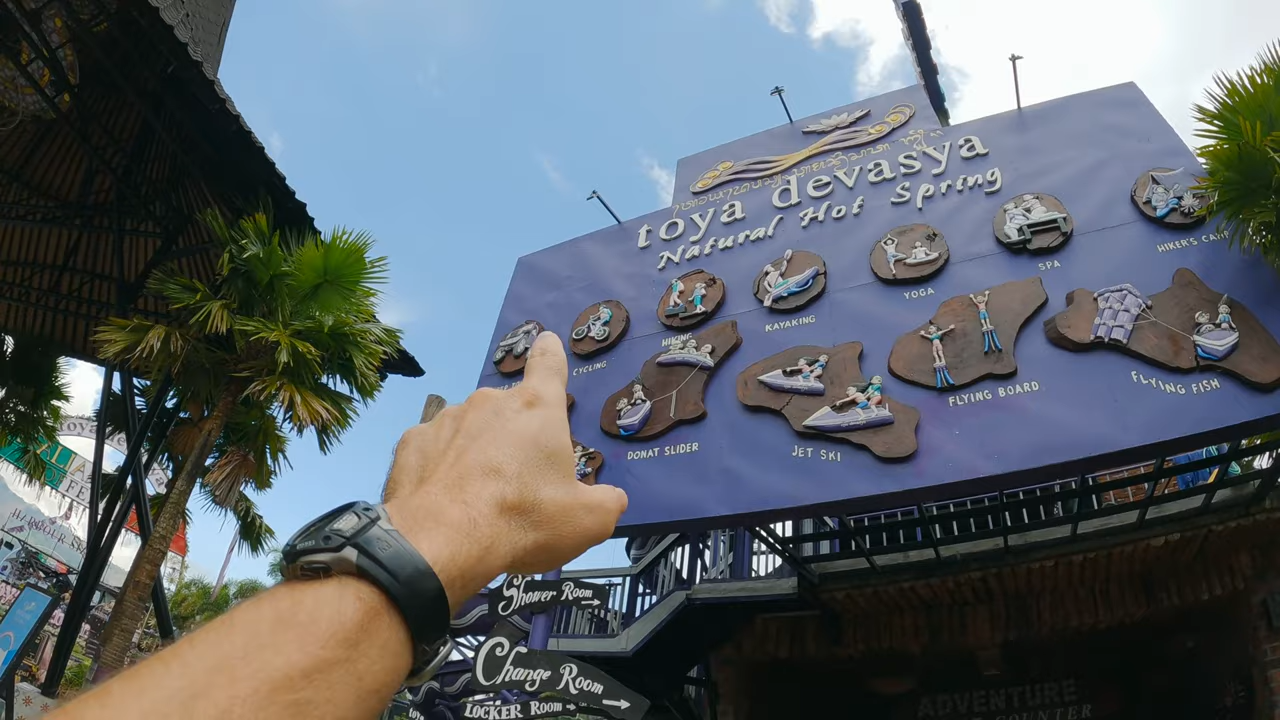 toya devasya
Natural Hot Spring
HIKER'S CAMP
SPA
YOGA
KAYAKING
HIKING
CYCLING
FLYING FISH
FLYING BOARD
JET SKI
DONAT SLIDER
Shower Room →
Change Room →
LOCKER ROOM →
ADVENTURE
COUNTER